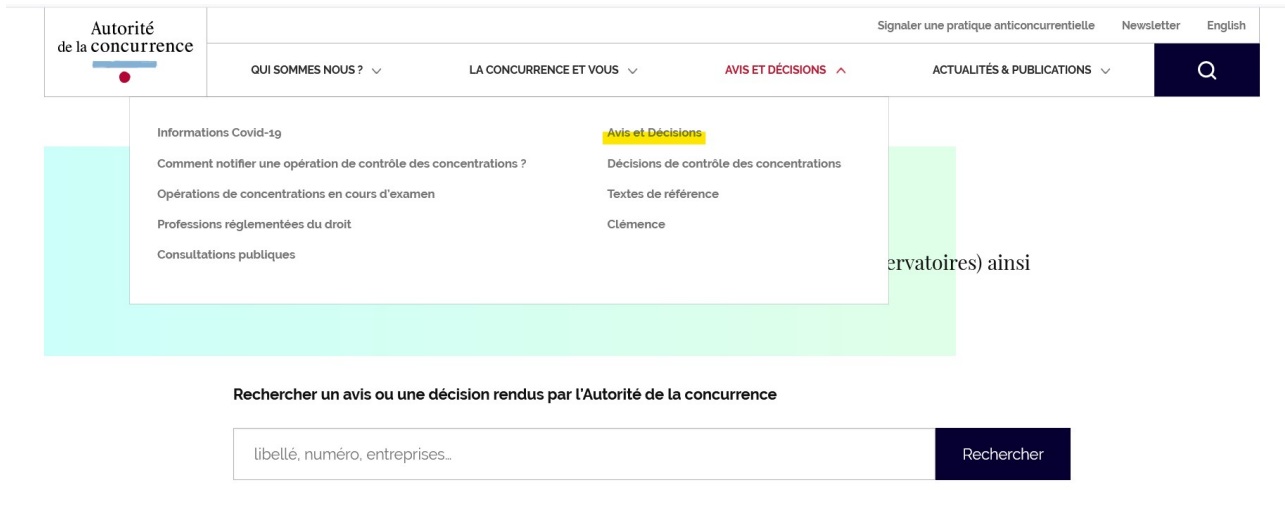 Autorité
de la concurrence
Signaler une pratique anticoncurrentielle
Newsletter
English
QUI SOMMES NOUS ?
LA CONCURRENCE ET VOUS
AVIS ET DÉCISIONS
ACTUALITÉS & PUBLICATIONS
Informations Covid-19
Comment notifier une opération de contrôle des concentrations ?
Opérations de concentrations en cours d'examen
Professions réglementées du droit
Consultations publiques
Avis et Décisions
Décisions de contrôle des concentrations
Textes de référence
Clémence
ervatoires) ainsi
Rechercher un avis ou une décision rendus par l'Autorité de la concurrence
libellé, numéro, entreprises...
Rechercher